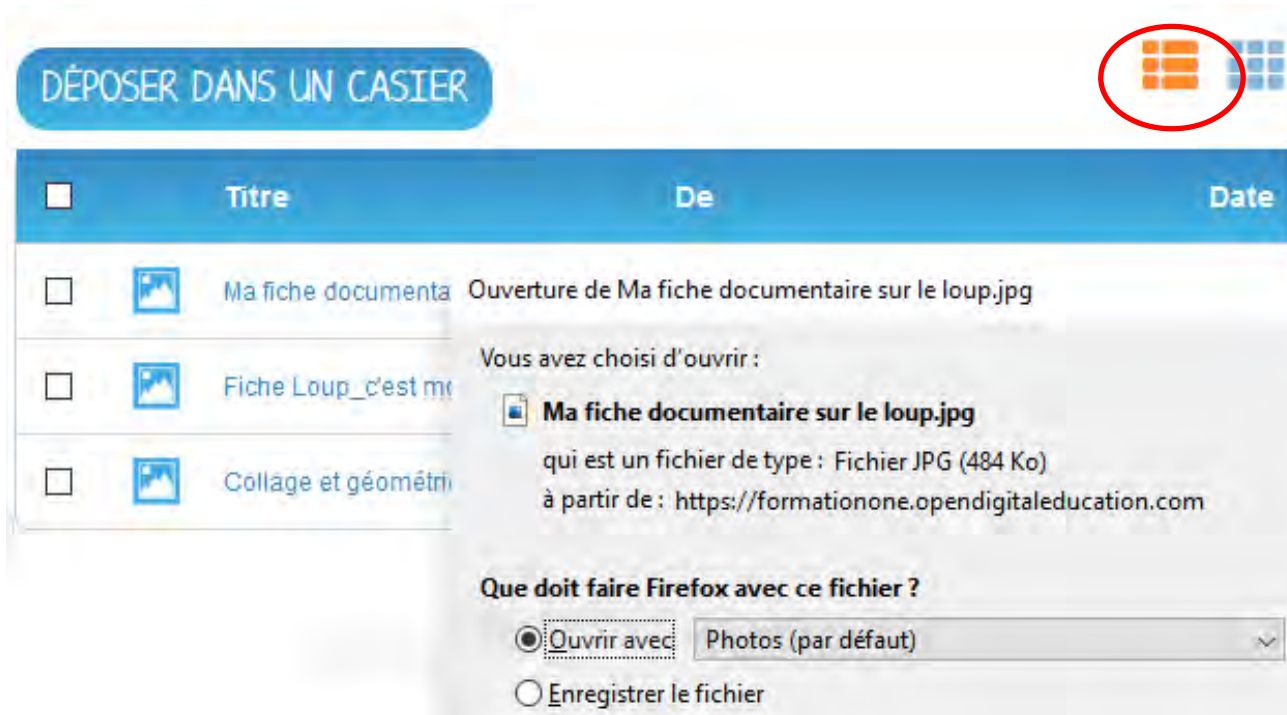 DÉPOSER DANS UN CASIER
Titre De Date
Ma fiche documenta
Fiche Loup_c'est mo
Collage et géométri
Ouverture de Ma fiche documentaire sur le loup.jpg
Vous avez choisi d'ouvrir :
Ma fiche documentaire sur le loup.jpg
qui est un fichier de type : Fichier JPG (484 Ko)
à partir de : https://formationone.opendigitaleducation.com
Que doit faire Firefox avec ce fichier ?
Ouvrir avec Photos (par défaut)
Enregistrer le fichier